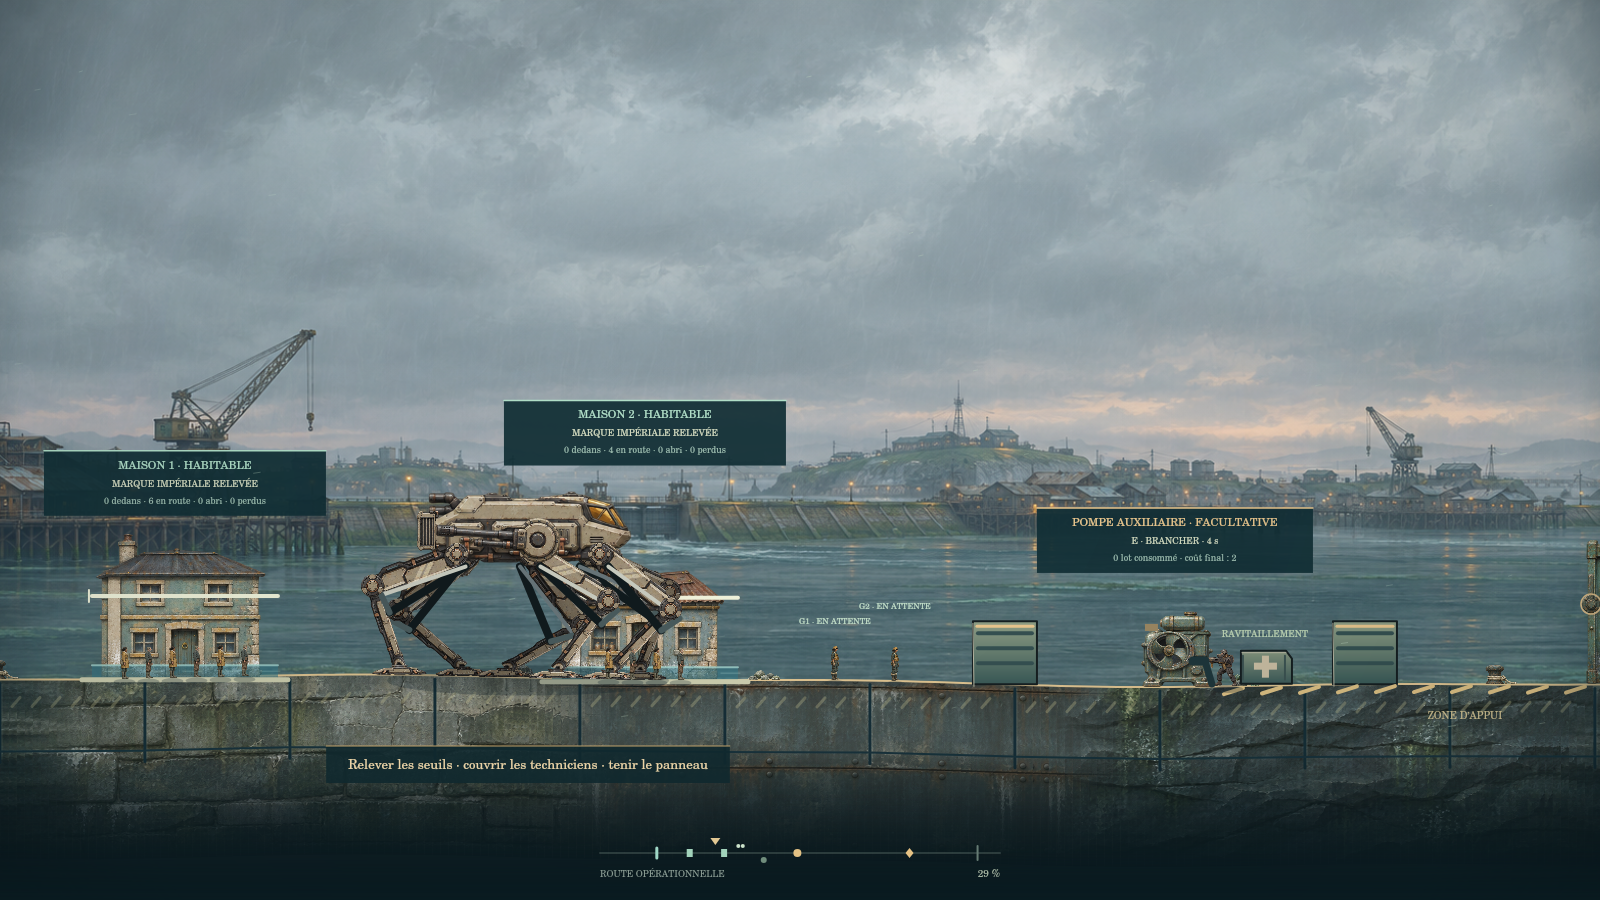 MAISON 2 · HABITABLE
MARQUE IMPÉRIALE RELEVÉE
0 dedans · 4 en route · 0 abri · 0 perdus
MAISON 1 · HABITABLE
MARQUE IMPÉRIALE RELEVÉE
0 dedans · 6 en route · 0 abri · 0 perdus
POMPE AUXILIAIRE · FACULTATIVE
E · BRANCHER · 4 s
0 lot consommé · coût final : 2
G2 · EN ATTENTE
G1 · EN ATTENTE
RAVITAILLEMENT
ZONE D'APPUI
Relever les seuils · couvrir les techniciens · tenir le panneau
ROUTE OPÉRATIONNELLE
29 %